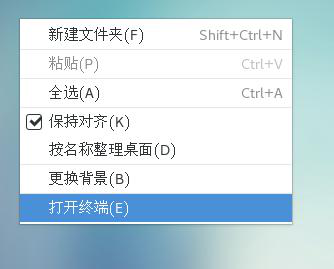 新建文件夹(F) Shift+Ctrl+N
粘贴(P) Ctrl+V
全选(A) Ctrl+A
保持对齐(K)
按名称整理桌面(D)
更换背景(B)
打开终端(E)